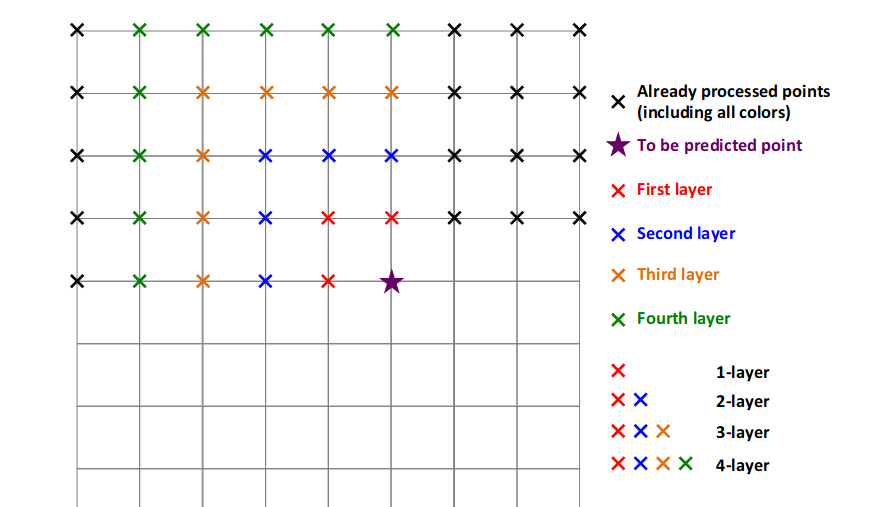 Already processed points
(including all colors)
To be predicted point
First layer
Second layer
Third layer
Fourth layer
1-layer
2-layer
3-layer
4-layer